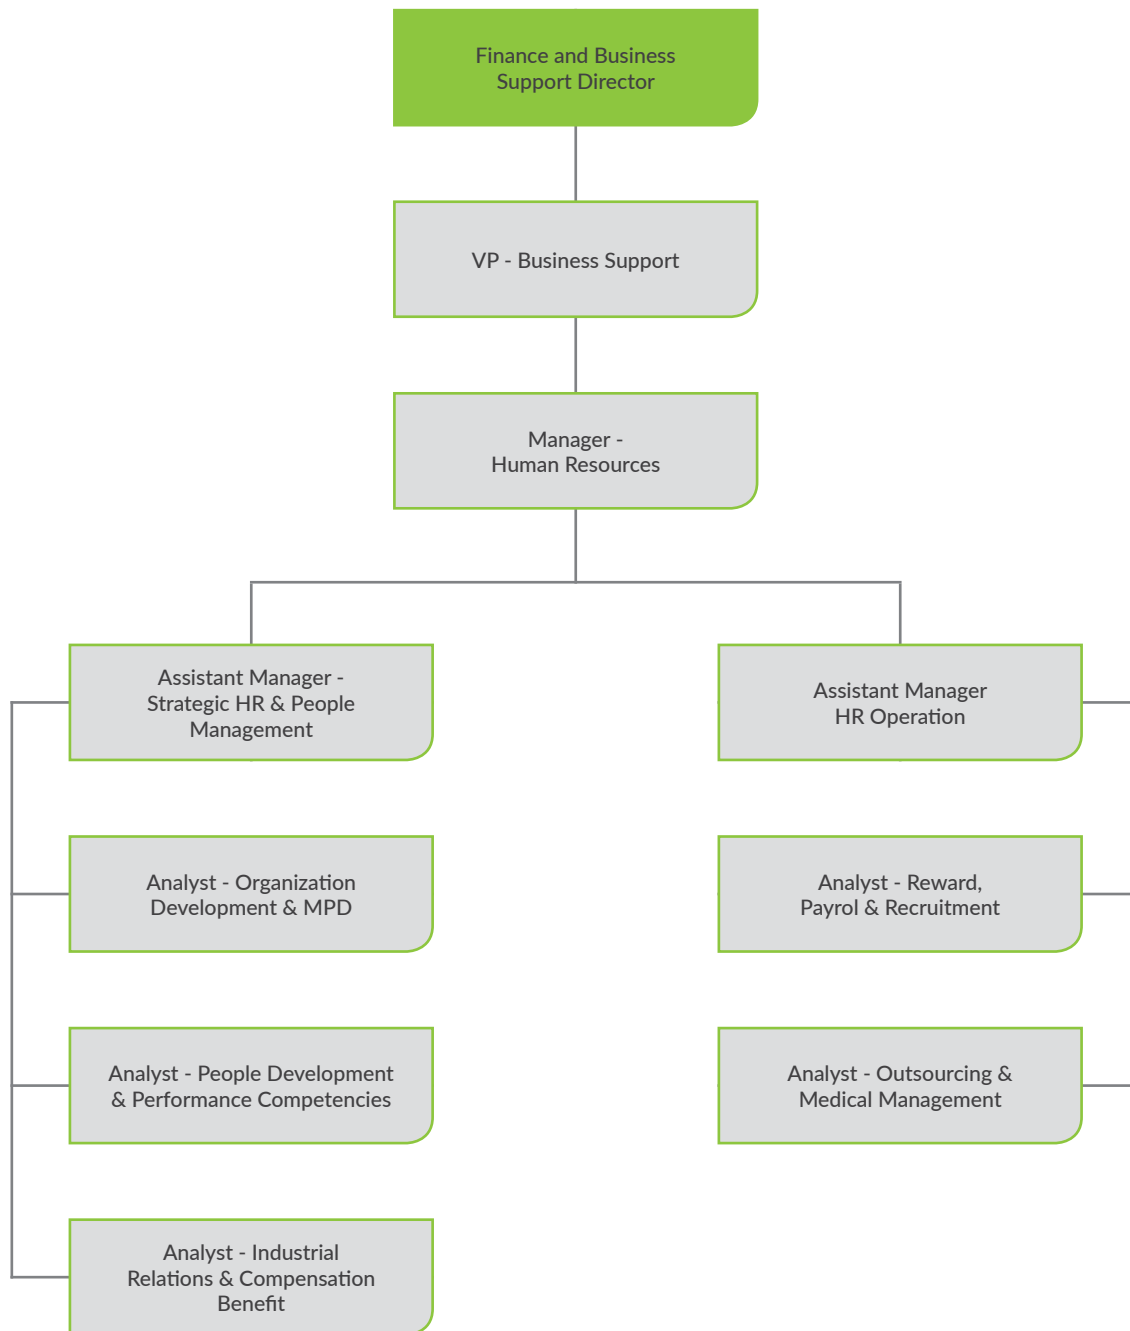 Finance and Business
Support Director
VP - Business Support
Manager -
Human Resources
Assistant Manager -
Strategic HR & People
Management
Assistant Manager
HR Operation
Analyst - Organization
Development & MPD
Analyst - Reward,
Payrol & Recruitment
Analyst - People Development
& Performance Competencies
Analyst - Outsourcing &
Medical Management
Analyst - Industrial
Relations & Compensation
Benefit